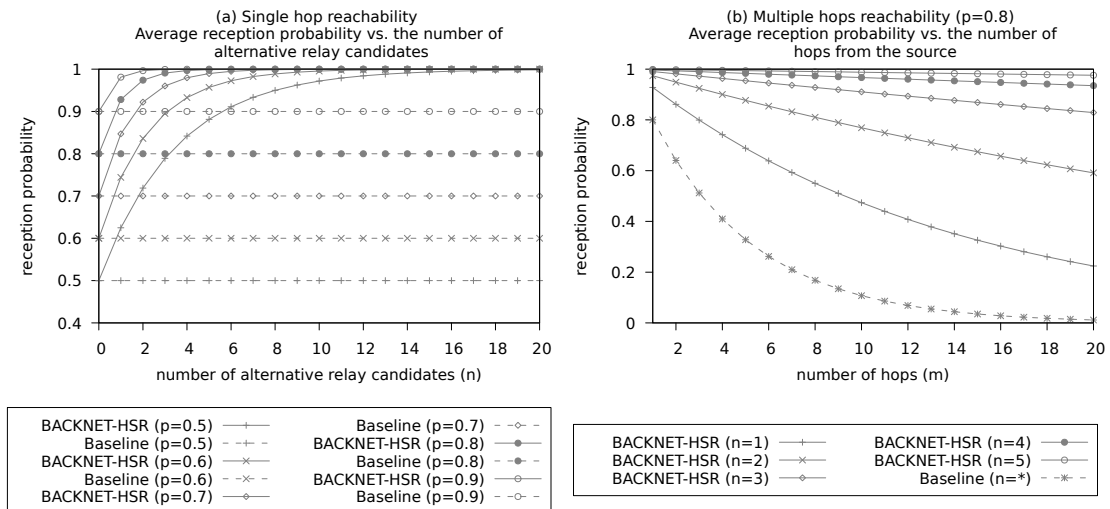 (a) Single hop reachability
Average reception probability vs. the number of
alternative relay candidates
1
0.9
0.8
0.7
0.6
0.5
0.4
reception probability
0 2 4 6 8 10 12 14 16 18 20
number of alternative relay candidates (n)
BACKNET-HSR (p=0.5)
Baseline (p=0.5)
BACKNET-HSR (p=0.6)
Baseline (p=0.6)
BACKNET-HSR (p=0.7)
Baseline (p=0.7)
BACKNET-HSR (p=0.8)
Baseline (p=0.8)
BACKNET-HSR (p=0.9)
Baseline (p=0.9)
(b) Multiple hops reachability (p=0.8)
Average reception probability vs. the number of
hops from the source
1
0.8
0.6
0.4
0.2
0
reception probability
2 4 6 8 10 12 14 16 18 20
number of hops (m)
BACKNET-HSR (n=1)
BACKNET-HSR (n=2)
BACKNET-HSR (n=3)
BACKNET-HSR (n=4)
BACKNET-HSR (n=5)
Baseline (n=*)